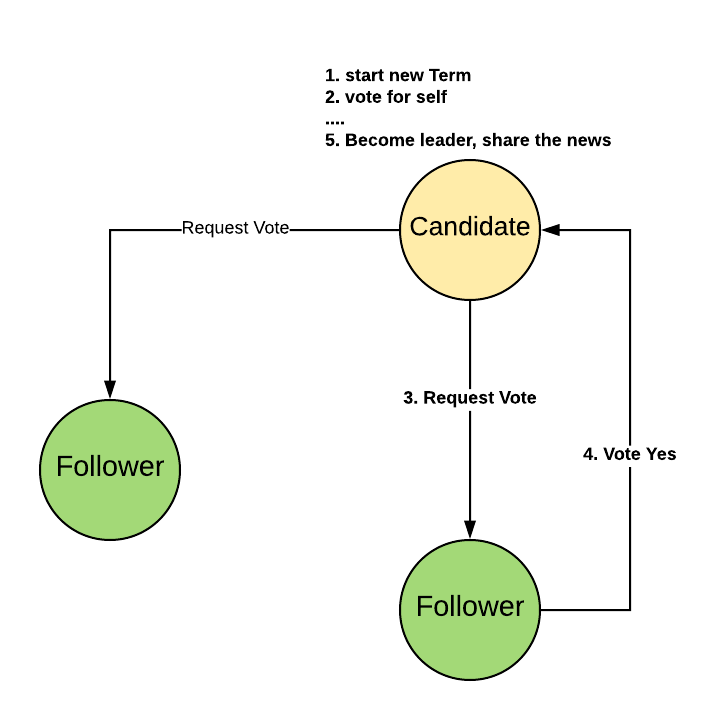 1. start new Term
2. vote for self
....
5. Become leader, share the news
Candidate
Request Vote
3. Request Vote
4. Vote Yes
Follower
Follower